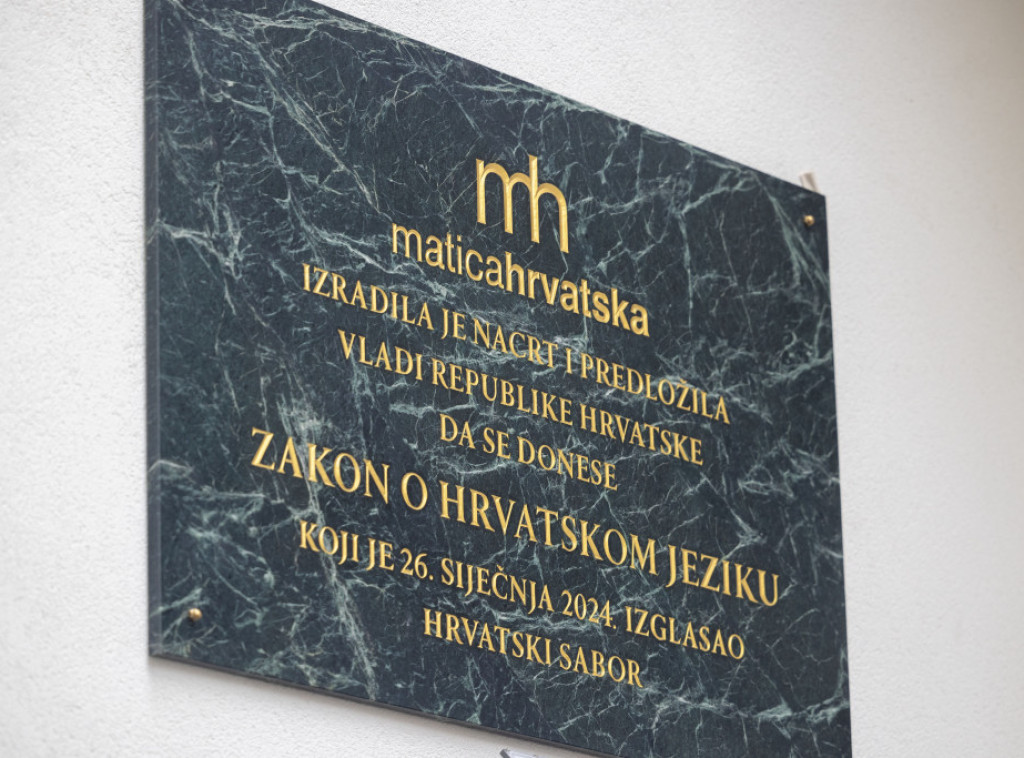 mh
maticahrvatska
IZRADILA JE NACRT I PREDLOŽILA
VLADI REPUBLIKE HRVATSKE
DA SE DONESE
ZAKON O HRVATSKOM JEZIKU
KOJI JE 26. SIJEČNJA 2024. IZGLASAO
HRVATSKI SABOR